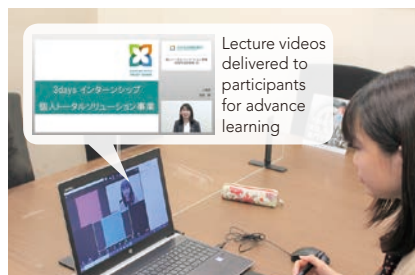 3days インターンシップ
個人トータルソリューション事業
Lecture videos
delivered to
participants
for advance
learning